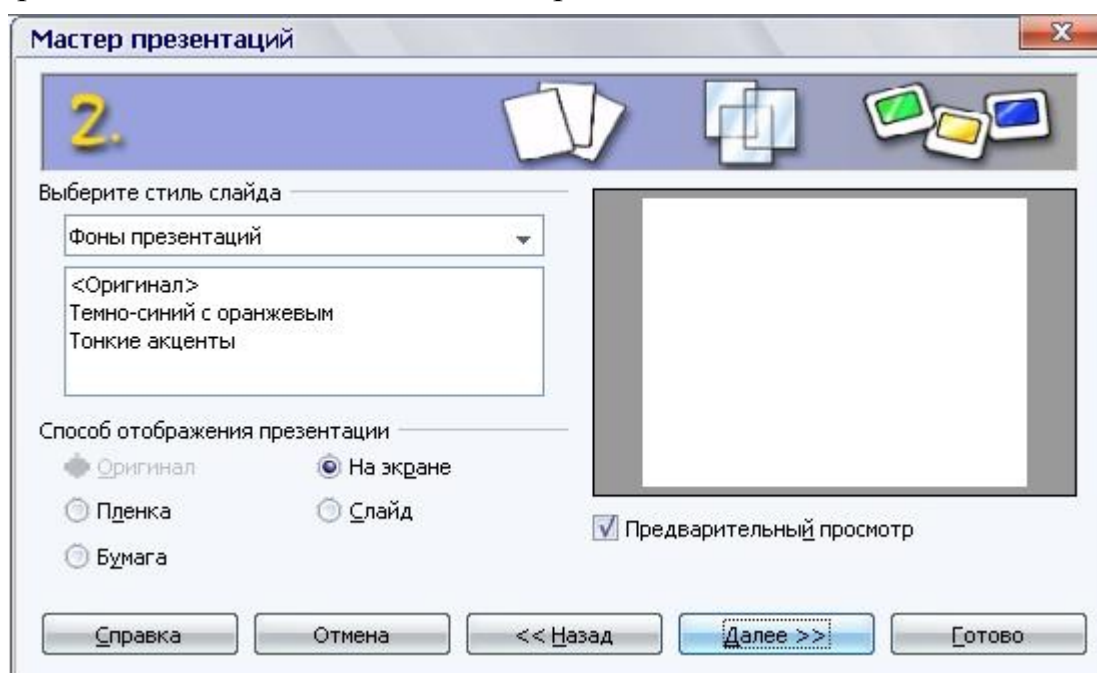 Мастер презентаций
2.
Выберите стиль слайда
Фоны презентаций
<Оригинал>
Темно-синий с оранжевым
Тонкие акценты
Способ отображения презентации
Оригинал
На экране
Пленка
Слайд
Бумага
Предварительный просмотр
Справка
Отмена
<< Назад
Далее >>
Готово